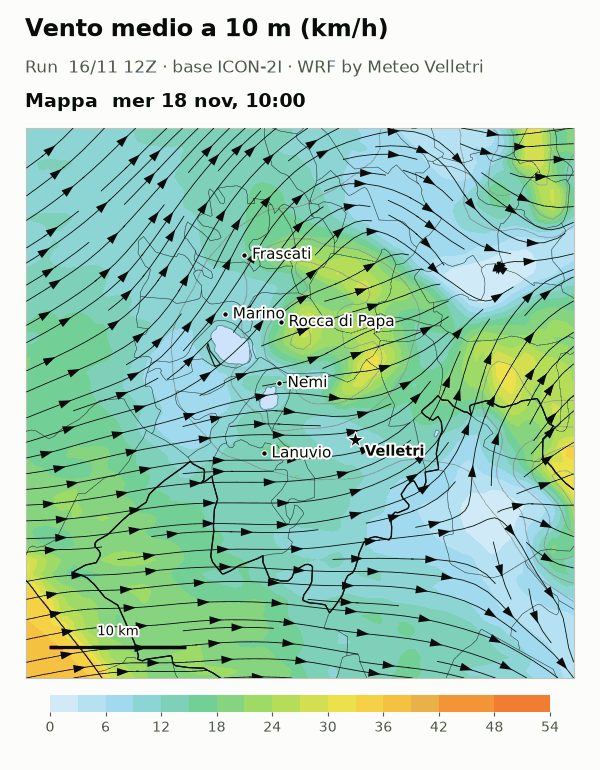 Vento medio a 10 m (km/h)
Run 16/11 12Z · base ICON-2I · WRF by Meteo Velletri
Mappa mer 18 nov, 10:00
Frascati
Marino
Rocca di Papa
Nemi
Velletri
Lanuvio
10 km
0 6 12 18 24 30 36 42 48 54